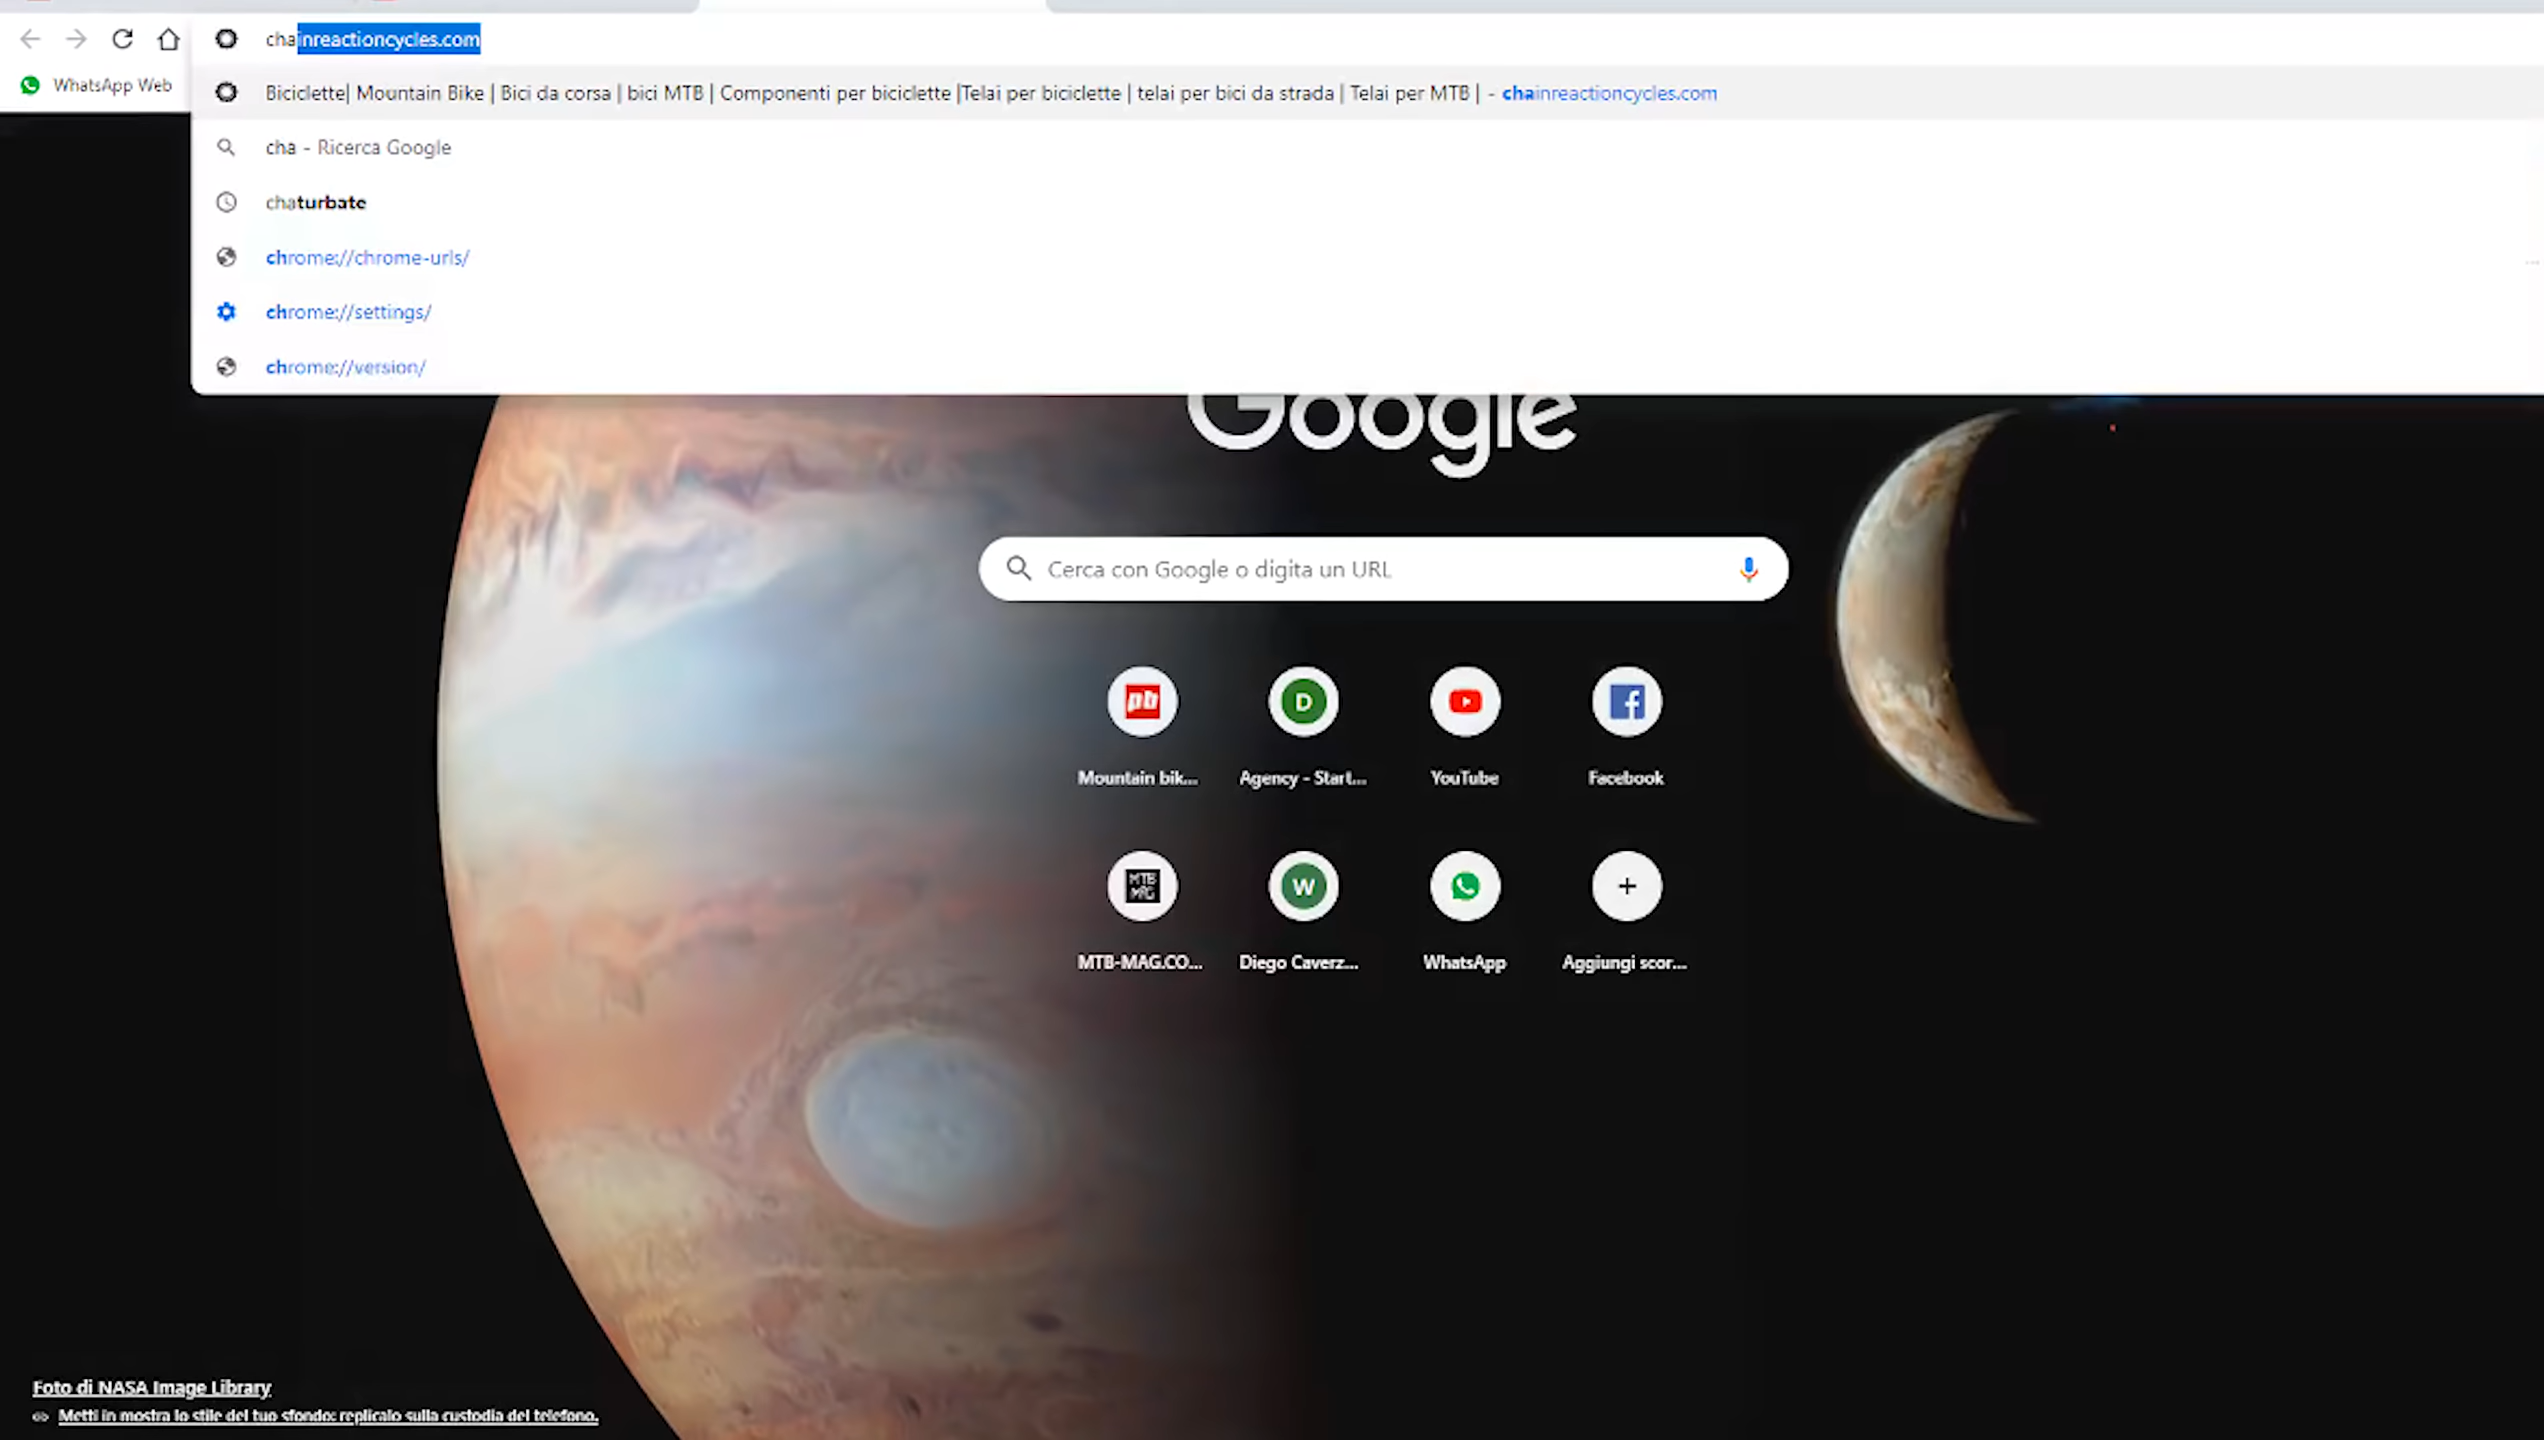 chainreactioncycles.com
WhatsApp Web
Biciclette| Mountain Bike | Bici da corsa | bici MTB | Componenti per biciclette |Telai per biciclette | telai per bici da strada | Telai per MTB | - chainreactioncycles.com
cha - Ricerca Google
chaturbate
chrome://chrome-urls/
chrome://settings/
chrome://version/
Google
Cerca con Google o digita un URL
pb
D
Mountain bik...
Agency - Start...
YouTube
Facebook
MTB
MAG
W
MTB-MAG.CO...
Diego Caverz...
WhatsApp
Aggiungi scor...
Foto di NASA Image Library
Metti in mostra lo stile del tuo sfondo: replicalo sulla custodia del telefono.